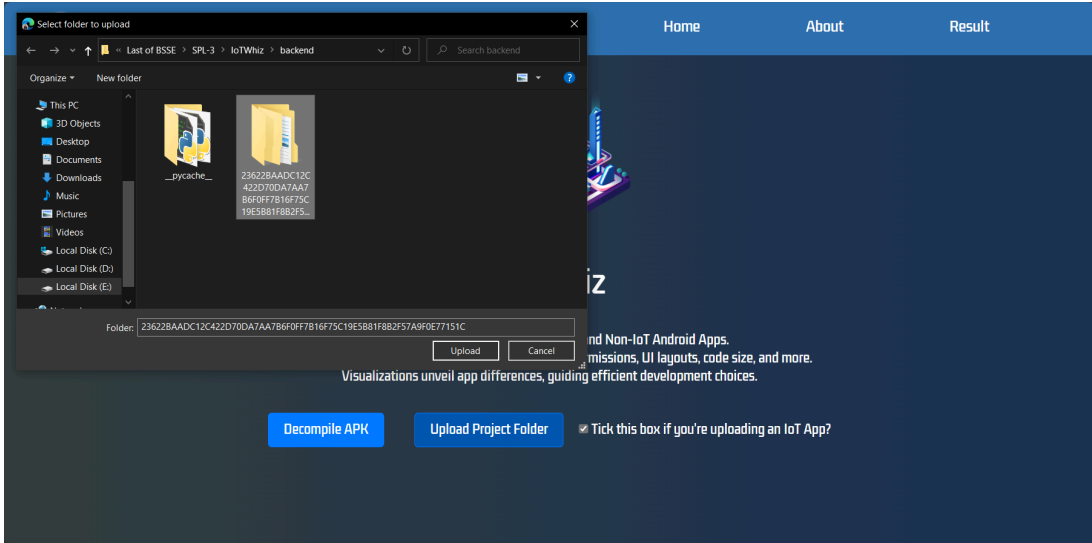 Select folder to upload
Home
About
Result
« Last of BSSE > SPL-3 > IoTWhiz > backend
Search backend
Organize
New folder
This PC
3D Objects
Desktop
Documents
Downloads
Music
Pictures
Videos
Local Disk (C:)
Local Disk (D:)
Local Disk (E:)
__pycache__
23622BAADC12C
422D70DA7AA7
B6F0FF7B16F75C
19E5B81F8B2F5...
Folder:
23622BAADC12C422D70DA7AA7B6F0FF7B16F75C19E5B81F8B2F57A9F0E77151C
Upload
Cancel
iz
nd Non-IoT Android Apps.
missions, UI layouts, code size, and more.
Visualizations unveil app differences, guiding efficient development choices.
Decompile APK
Upload Project Folder
Tick this box if you're uploading an IoT App?